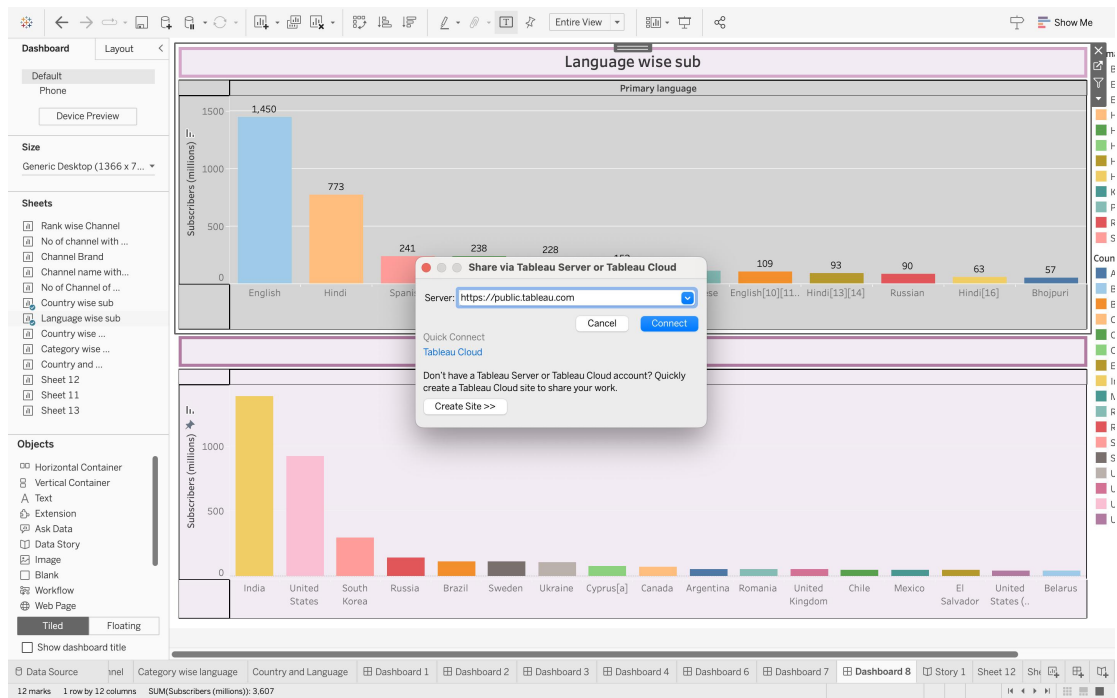 Entire View
Show Me
Dashboard
Layout
Default
Phone
Device Preview
Size
Generic Desktop (1366 x 7...
Sheets
Rank wise Channel
No of channel with ...
Channel Brand
Channel name with...
No of Channel of ...
Country wise sub
Language wise sub
Country wise ...
Category wise ...
Country and ...
Sheet 12
Sheet 11
Sheet 13
Objects
Horizontal Container
Vertical Container
Text
Extension
Ask Data
Data Story
Image
Blank
Workflow
Web Page
Tiled
Floating
Show dashboard title
Language wise sub
Primary language
Subscribers (millions)
1500
1000
500
0
1,450
773
241
238
228
109
93
90
63
57
English
Hindi
English[10][11..
Hindi[13][14]
Russian
Hindi[16]
Bhojpuri
Share via Tableau Server or Tableau Cloud
Server: https://public.tableau.com
Cancel
Connect
Quick Connect
Tableau Cloud
Don't have a Tableau Server or Tableau Cloud account? Quickly
create a Tableau Cloud site to share your work.
Create Site >>
Subscribers (millions)
1000
500
0
India
United States
South Korea
Russia
Brazil
Sweden
Ukraine
Cyprus[a]
Canada
Argentina
Romania
United Kingdom
Chile
Mexico
El Salvador
United States (..
Belarus
Data Source
Category wise language
Country and Language
Dashboard 1
Dashboard 2
Dashboard 3
Dashboard 4
Dashboard 6
Dashboard 7
Dashboard 8
Story 1
Sheet 12
12 marks
1 row by 12 columns
SUM(Subscribers (millions)): 3,607